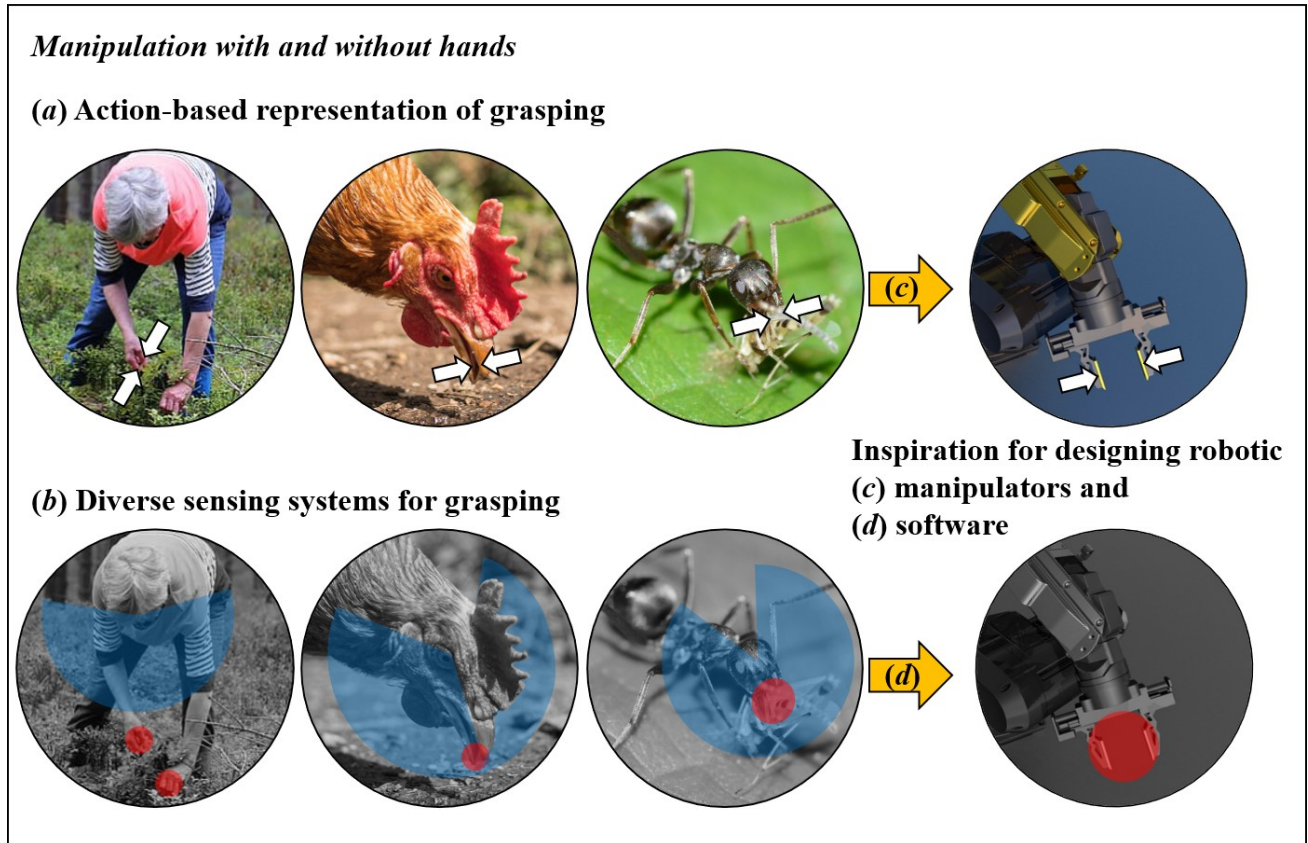 Manipulation with and without hands
(a) Action-based representation of grasping
(c)
Inspiration for designing robotic
(c) manipulators and
(d) software
(b) Diverse sensing systems for grasping
(d)